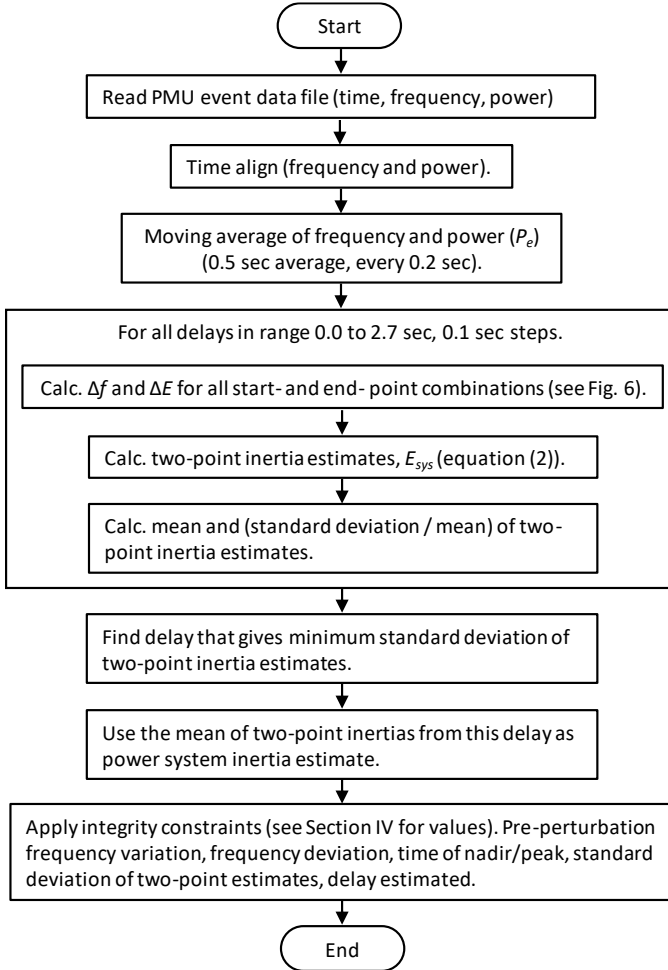 Start
Read PMU event data file (time, frequency, power)
Time align (frequency and power).
Moving average of frequency and power (Pe)
(0.5 sec average, every 0.2 sec).
For all delays in range 0.0 to 2.7 sec, 0.1 sec steps.
Calc. Δf and ΔE for all start- and end- point combinations (see Fig. 6).
Calc. two-point inertia estimates, Esys (equation (2)).
Calc. mean and (standard deviation / mean) of two-
point inertia estimates.
Find delay that gives minimum standard deviation of
two-point inertia estimates.
Use the mean of two-point inertias from this delay as
power system inertia estimate.
Apply integrity constraints (see Section IV for values). Pre-perturbation
frequency variation, frequency deviation, time of nadir/peak, standard
deviation of two-point estimates, delay estimated.
End